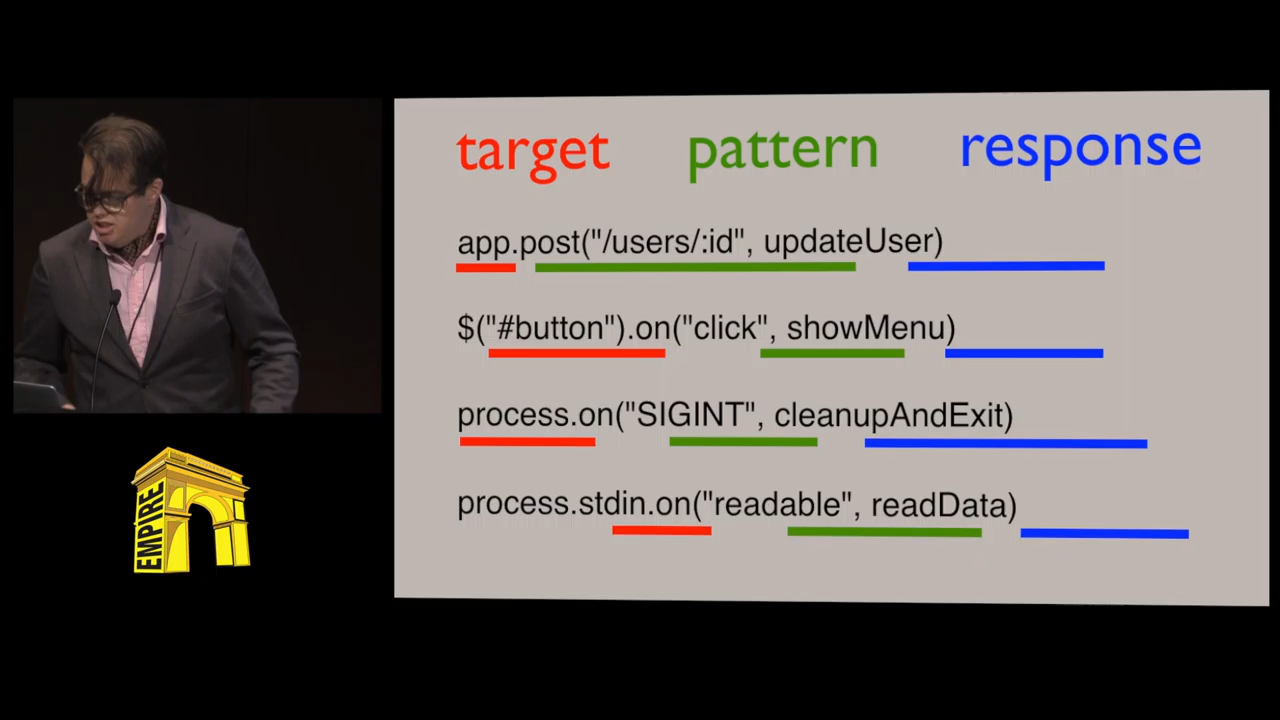 target pattern response
app.post("/users/:id", updateUser)
$("#button").on("click", showMenu)
process.on("SIGINT", cleanupAndExit)
process.stdin.on("readable", readData)
EMPIRE